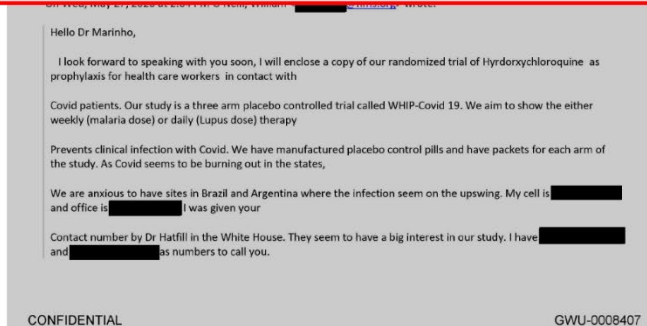 Hello Dr Marinho,
I look forward to speaking with you soon, I will enclose a copy of our randomized trial of Hyrdorxychloroquine as
prophylaxis for health care workers in contact with
Covid patients. Our study is a three arm placebo controlled trial called WHIP-Covid 19. We aim to show the either
weekly (malaria dose) or daily (Lupus dose) therapy
Prevents clinical infection with Covid. We have manufactured placebo control pills and have packets for each arm of
the study. As Covid seems to be burning out in the states,
We are anxious to have sites in Brazil and Argentina where the infection seem on the upswing. My cell is
and office is I was given your
Contact number by Dr Hatfill in the White House. They seem to have a big interest in our study. I have
and as numbers to call you.
CONFIDENTIAL GWU-0008407